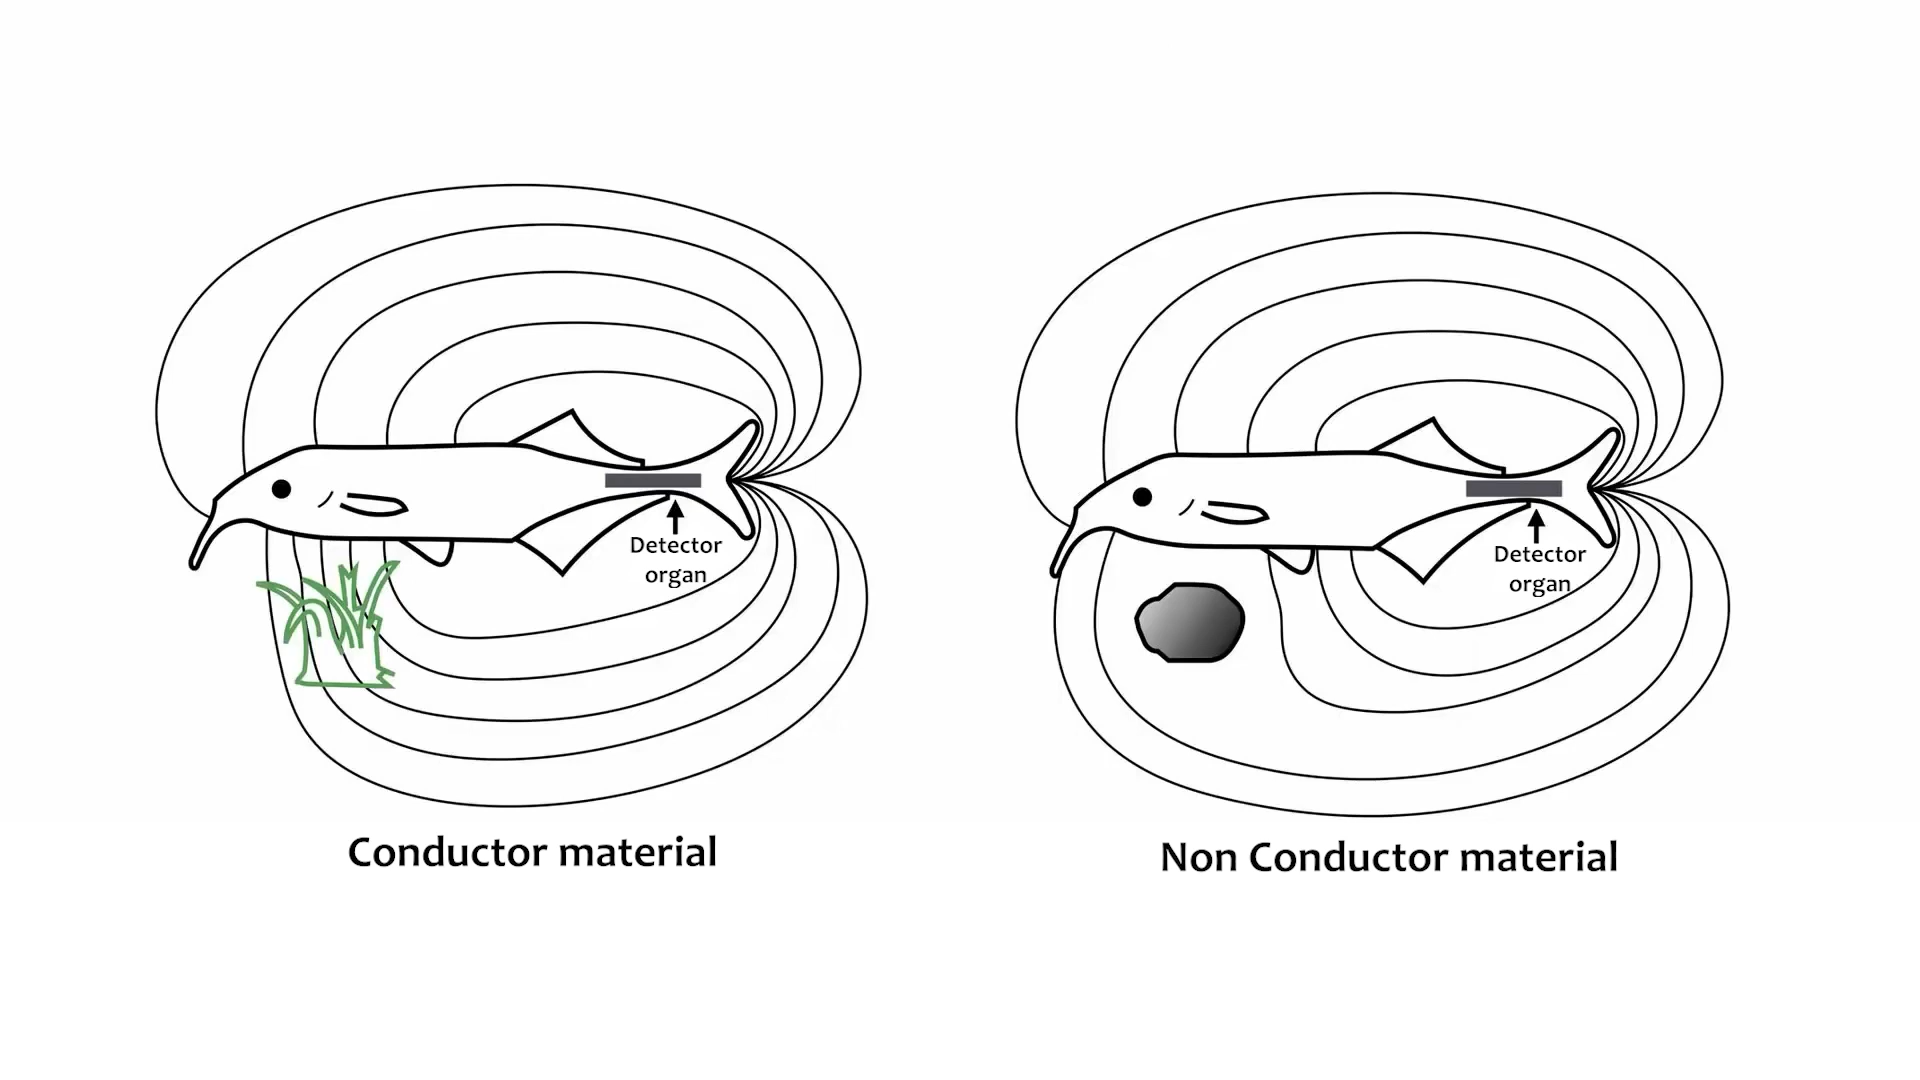 Detector
organ
Conductor material
Detector
organ
Non Conductor material